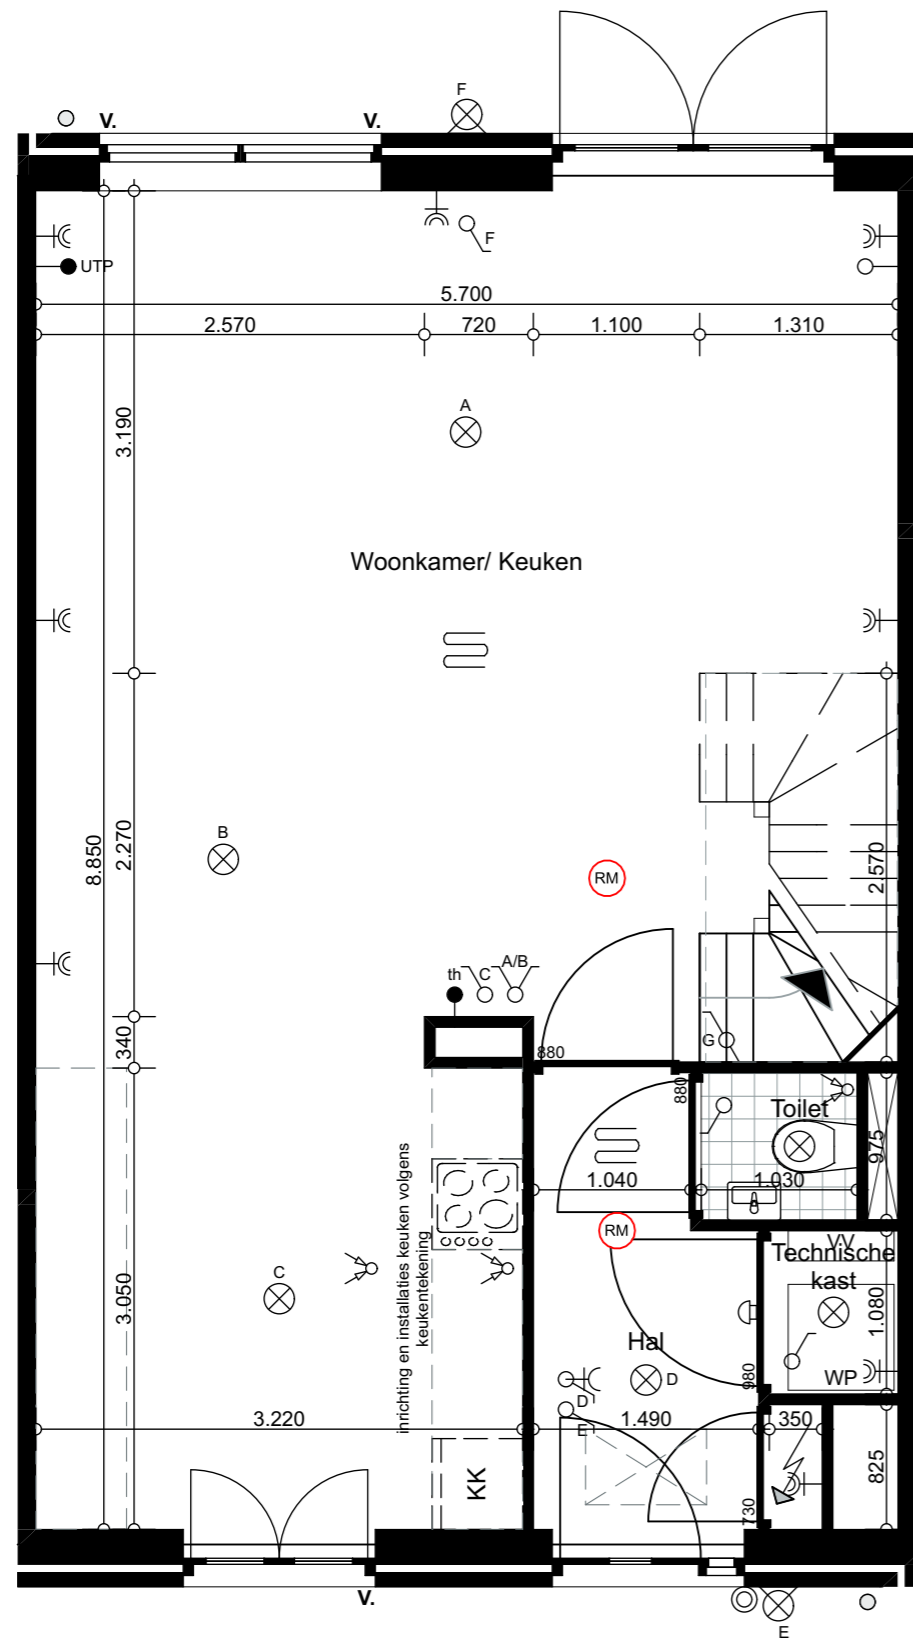 F
V.
V.
F
UTP
5.700
2.570
720
1.100
1.310
3.190
A
Woonkamer/ Keuken
8.850
2.270
2.570
B
RM
th
C
A/B
340
880
G
880
Toilet
975
1.040
1.030
RM
VV
Technische
kast
1.080
C
3.050
inrichting en installaties keuken volgens
keukentekening
Hal
D
WP
980
D
E
3.220
1.490
350
825
KK
730
V.
E